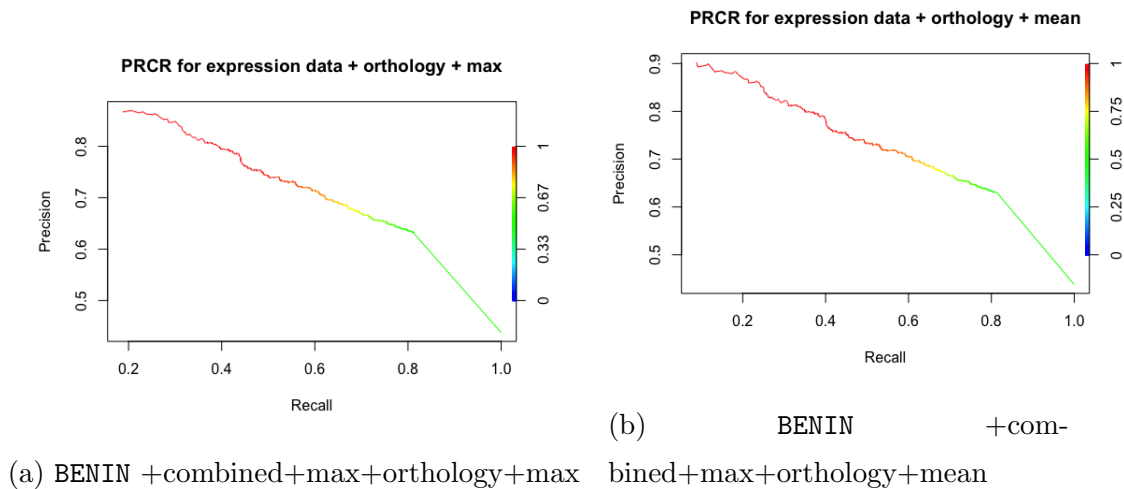 PRCR for expression data + orthology + max
Precision
0.5 0.6 0.7 0.8
0.2 0.4 0.6 0.8 1.0
Recall
0 0.33 0.67 1
(a) BENIN +combined+max+orthology+max
PRCR for expression data + orthology + mean
Precision
0.5 0.6 0.7 0.8 0.9
0.2 0.4 0.6 0.8 1.0
Recall
0 0.25 0.5 0.75 1
(b) BENIN +com-
bined+max+orthology+mean